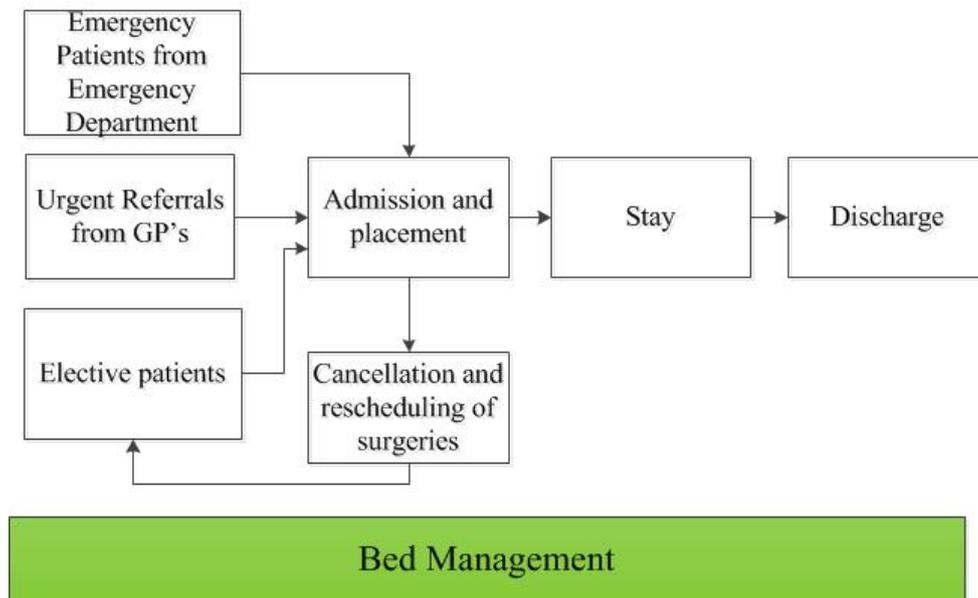 Emergency
Patients from
Emergency
Department
Urgent Referrals
from GP's
Admission and
placement
Stay
Discharge
Elective patients
Cancellation and
rescheduling of
surgeries
Bed Management